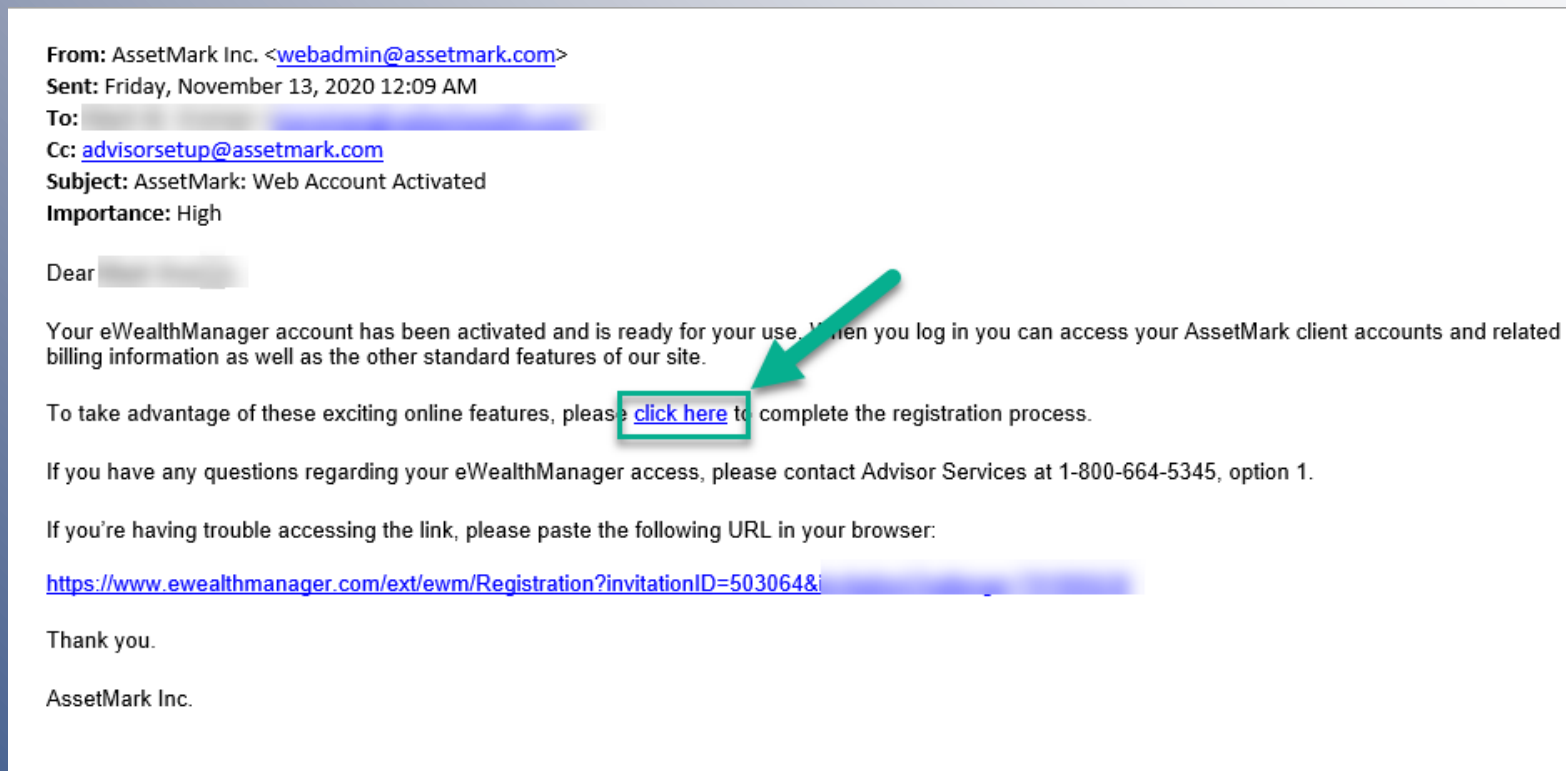 From: AssetMark Inc. <webadmin@assetmark.com>
Sent: Friday, November 13, 2020 12:09 AM
To:
Cc: advisorsetup@assetmark.com
Subject: AssetMark: Web Account Activated
Importance: High
Dear
Your eWealthManager account has been activated and is ready for your use. When you log in you can access your AssetMark client accounts and related
billing information as well as the other standard features of our site.
To take advantage of these exciting online features, please click here to complete the registration process.
If you have any questions regarding your eWealthManager access, please contact Advisor Services at 1-800-664-5345, option 1.
If you’re having trouble accessing the link, please paste the following URL in your browser:
https://www.ewealthmanager.com/ext/ewm/Registration?invitationID=503064&i
Thank you.
AssetMark Inc.